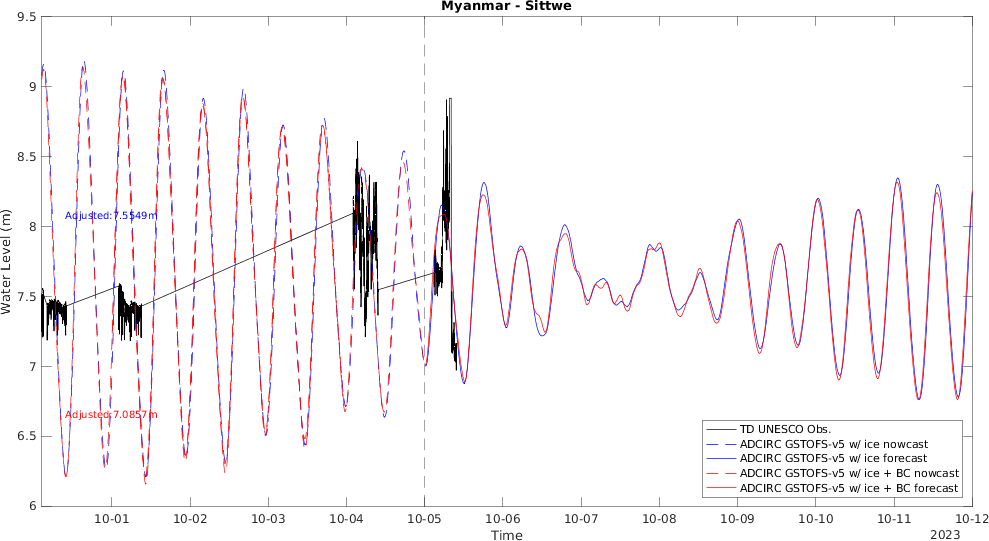 Myanmar - Sittwe
9.5
9
8.5
8
7.5
7
6.5
6
Water Level (m)
Adjusted:7.5549m
Adjusted:7.0857m
TD UNESCO Obs.
ADCIRC GSTOFS-v5 w/ ice nowcast
ADCIRC GSTOFS-v5 w/ ice forecast
ADCIRC GSTOFS-v5 w/ ice + BC nowcast
ADCIRC GSTOFS-v5 w/ ice + BC forecast
10-01 10-02 10-03 10-04 10-05 10-06 10-07 10-08 10-09 10-10 10-11 10-12
Time
2023